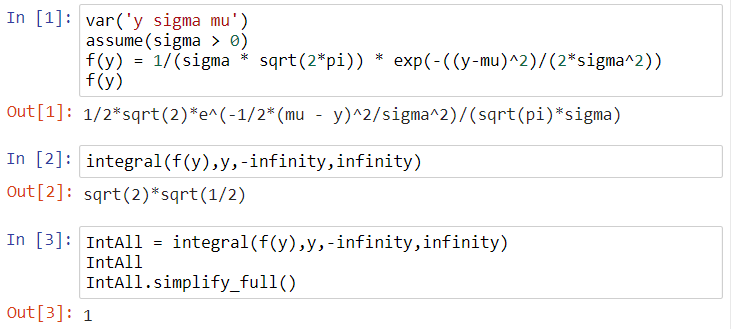 In [1]: var('y sigma mu')
assume(sigma > 0)
f(y) = 1/(sigma * sqrt(2*pi)) * exp(-((y-mu)^2)/(2*sigma^2))
f(y)
Out[1]: 1/2*sqrt(2)*e^(-1/2*(mu - y)^2/sigma^2)/(sqrt(pi)*sigma)
In [2]: integral(f(y),y,-infinity,infinity)
Out[2]: sqrt(2)*sqrt(1/2)
In [3]: IntAll = integral(f(y),y,-infinity,infinity)
IntAll
IntAll.simplify_full()
Out[3]: 1